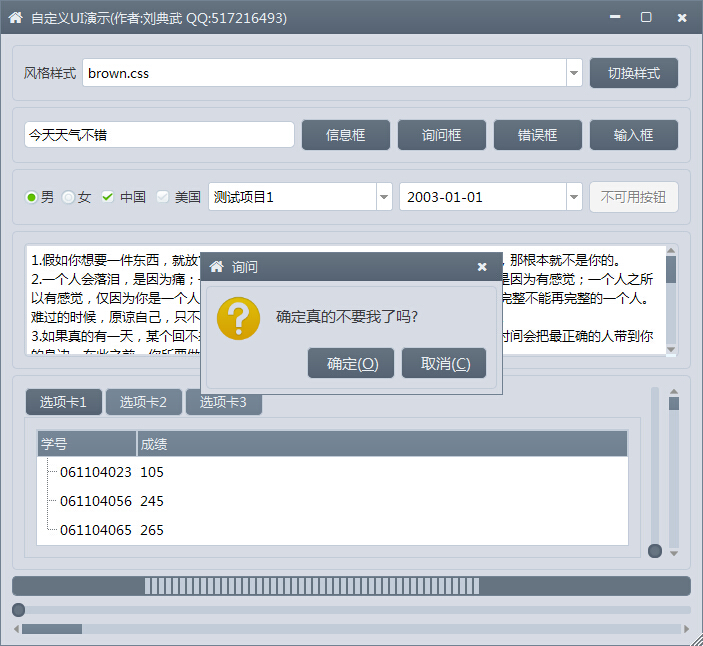 自定义UI演示(作者:刘典武 QQ:517216493)
风格样式 brown.css 切换样式
今天天气不错 信息框 询问框 错误框 输入框
男 女 中国 美国 测试项目1 2003-01-01 不可用按钮
1.假如你想要一件东西，就放 ，那根本就不是你的。
2.一个人会落泪，是因为痛； 是因为有感觉；一个人之所
以有感觉，仅因为你是一个人 完整不能再完整的一个人。
难过的时候，原谅自己，只不
3.如果真的有一天，某个回不 时间会把最正确的人带到你
的身边，在此之前，你所要做
询问
确定真的不要我了吗?
确定(O) 取消(C)
选项卡1 选项卡2 选项卡3
学号 成绩
061104023 105
061104056 245
061104065 265